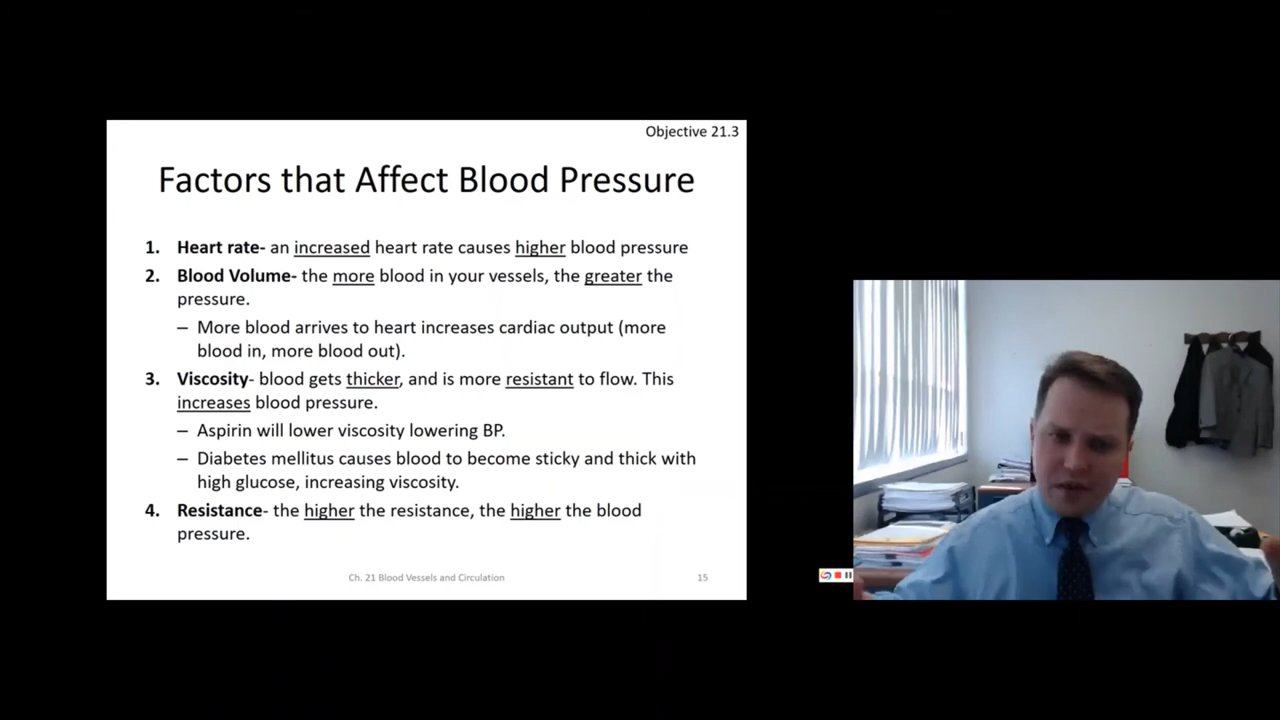 Objective 21.3
Factors that Affect Blood Pressure
1. Heart rate- an increased heart rate causes higher blood pressure
2. Blood Volume- the more blood in your vessels, the greater the
pressure.
– More blood arrives to heart increases cardiac output (more
blood in, more blood out).
3. Viscosity- blood gets thicker, and is more resistant to flow. This
increases blood pressure.
– Aspirin will lower viscosity lowering BP.
– Diabetes mellitus causes blood to become sticky and thick with
high glucose, increasing viscosity.
4. Resistance- the higher the resistance, the higher the blood
pressure.
Ch. 21 Blood Vessels and Circulation
15